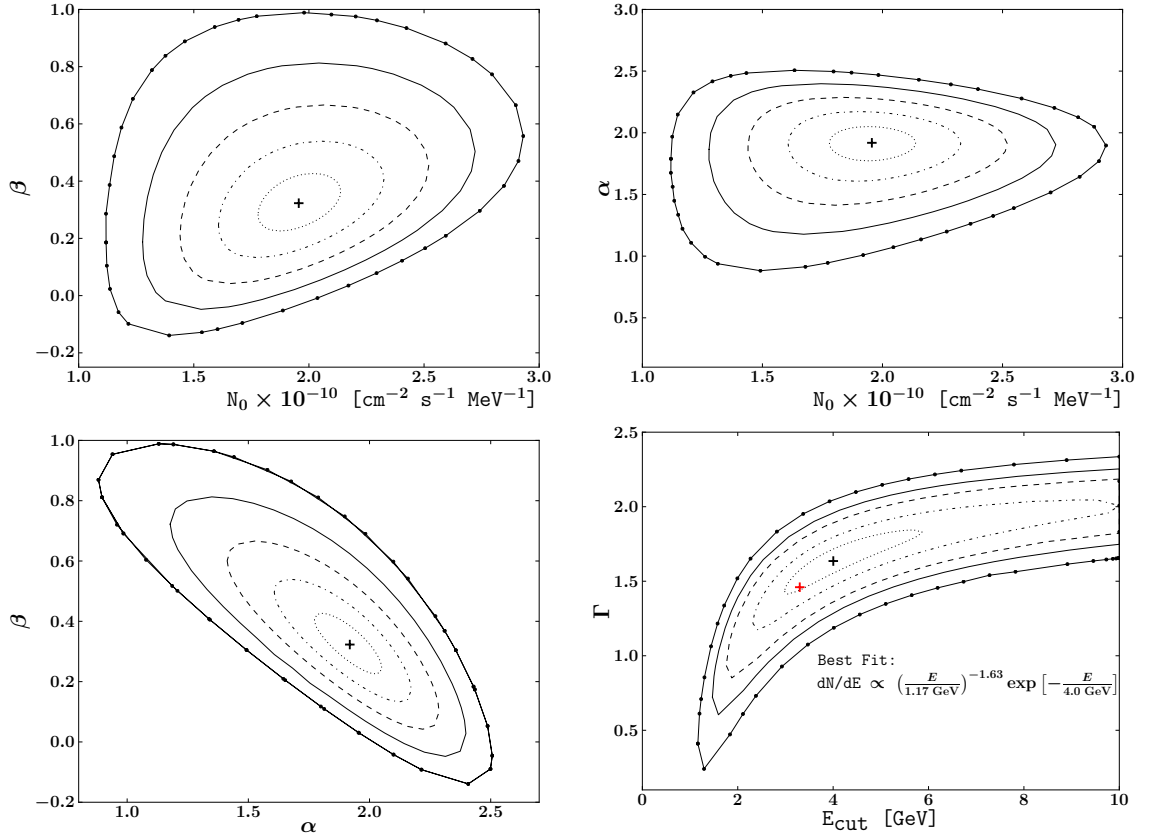 1.0
0.8
0.6
0.4
0.2
0.0
−0.2
β
1.0 1.5 2.0 2.5 3.0
N₀ × 10⁻¹⁰ [cm⁻² s⁻¹ MeV⁻¹]
3.0
2.5
2.0
1.5
1.0
0.5
α
1.0 1.5 2.0 2.5 3.0
N₀ × 10⁻¹⁰ [cm⁻² s⁻¹ MeV⁻¹]
1.0
0.8
0.6
0.4
0.2
0.0
−0.2
β
1.0 1.5 2.0 2.5
α
2.5
2.0
1.5
1.0
0.5
Γ
Best Fit:
dN/dE ∝ (E/1.17 GeV)^−1.63 exp [−E/4.0 GeV]
0 2 4 6 8 10
E_cut [GeV]